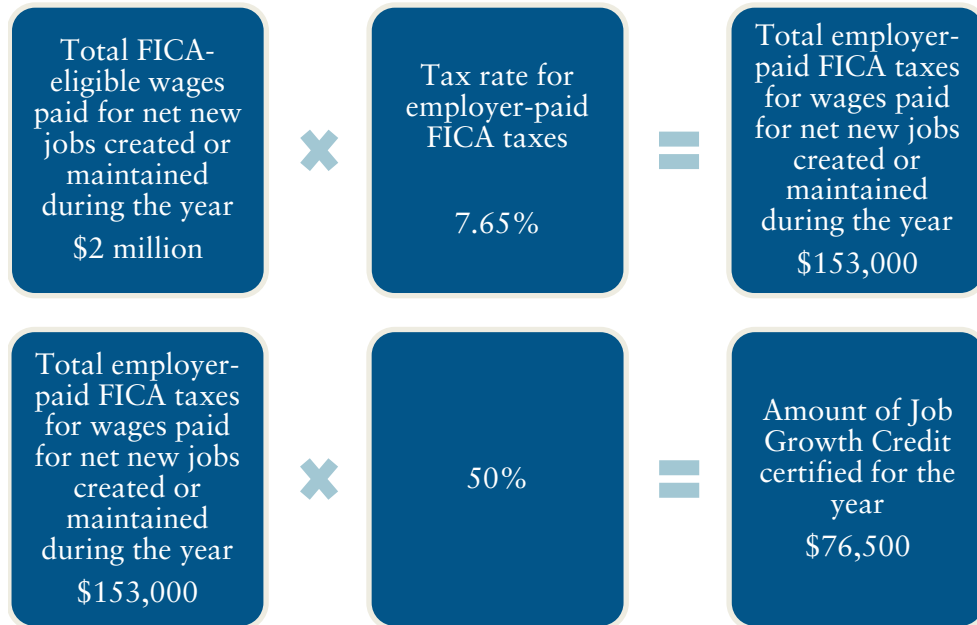 Total FICA-
eligible wages
paid for net new
jobs created or
maintained
during the year
$2 million
Tax rate for
employer-paid
FICA taxes
7.65%
Total employer-
paid FICA taxes
for wages paid
for net new jobs
created or
maintained
during the year
$153,000
Total employer-
paid FICA taxes
for wages paid
for net new jobs
created or
maintained
during the year
$153,000
50%
Amount of Job
Growth Credit
certified for the
year
$76,500